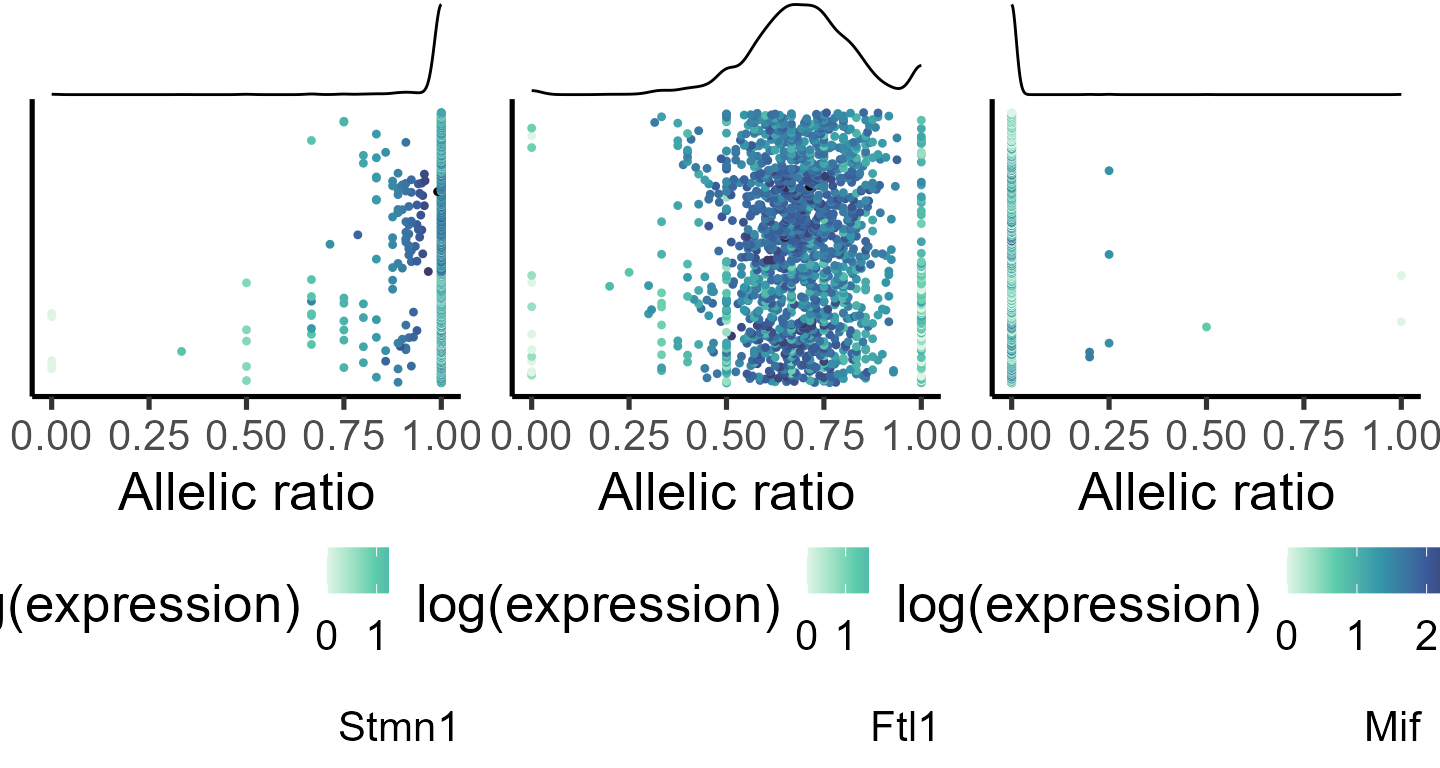 0.00 0.25 0.50 0.75 1.00 0.00 0.25 0.50 0.75 1.00 0.00 0.25 0.50 0.75 1.00
Allelic ratio Allelic ratio Allelic ratio
g(expression) log(expression) log(expression)
0 1 0 1 0 1 2
Stmn1 Ftl1 Mif